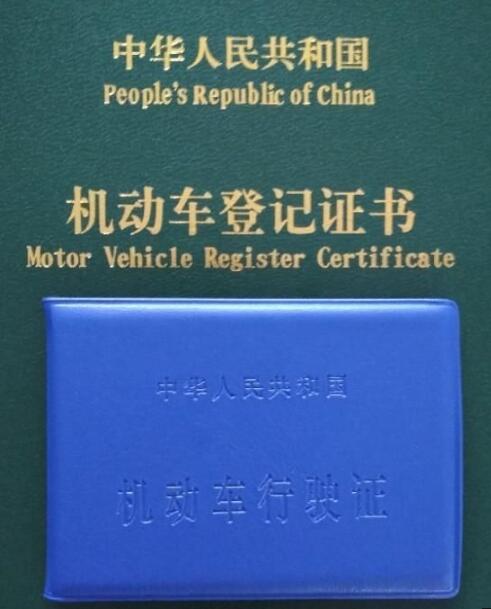 中华人民共和国
People's Republic of China
机动车登记证书
Motor Vehicle Register Certificate
中华人民共和国
机动车行驶证